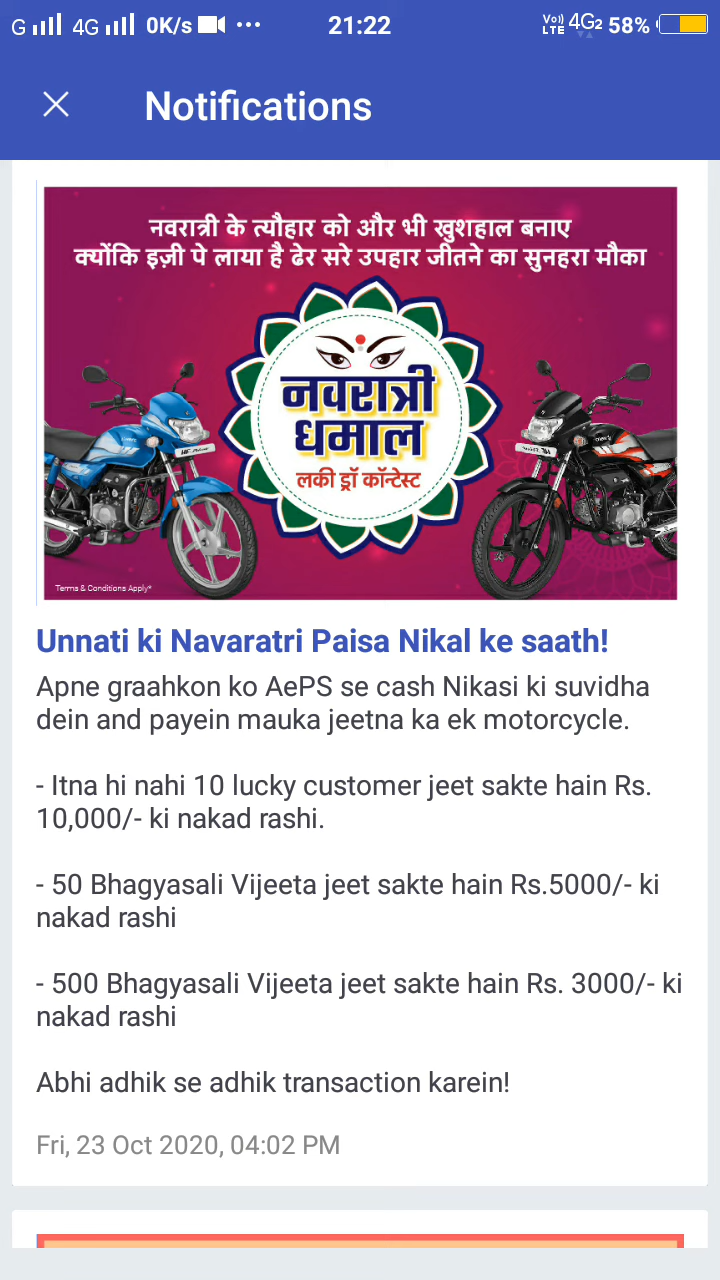 G 4G 0K/s ... 21:22 Vo)) LTE 4G2 58%
Notifications
नवरात्री के त्यौहार को और भी खुशहाल बनाए
क्योंकि इज़ी पे लाया है ढेर सरे उपहार जीतने का सुनहरा मौका
नवरात्री
धमाल
लकी ड्रॉ कॉन्टेस्ट
Terms & Conditions Apply*
Unnati ki Navaratri Paisa Nikal ke saath!
Apne graahkon ko AePS se cash Nikasi ki suvidha
dein and payein mauka jeetna ka ek motorcycle.
- Itna hi nahi 10 lucky customer jeet sakte hain Rs.
10,000/- ki nakad rashi.
- 50 Bhagyasali Vijeeta jeet sakte hain Rs.5000/- ki
nakad rashi
- 500 Bhagyasali Vijeeta jeet sakte hain Rs. 3000/- ki
nakad rashi
Abhi adhik se adhik transaction karein!
Fri, 23 Oct 2020, 04:02 PM